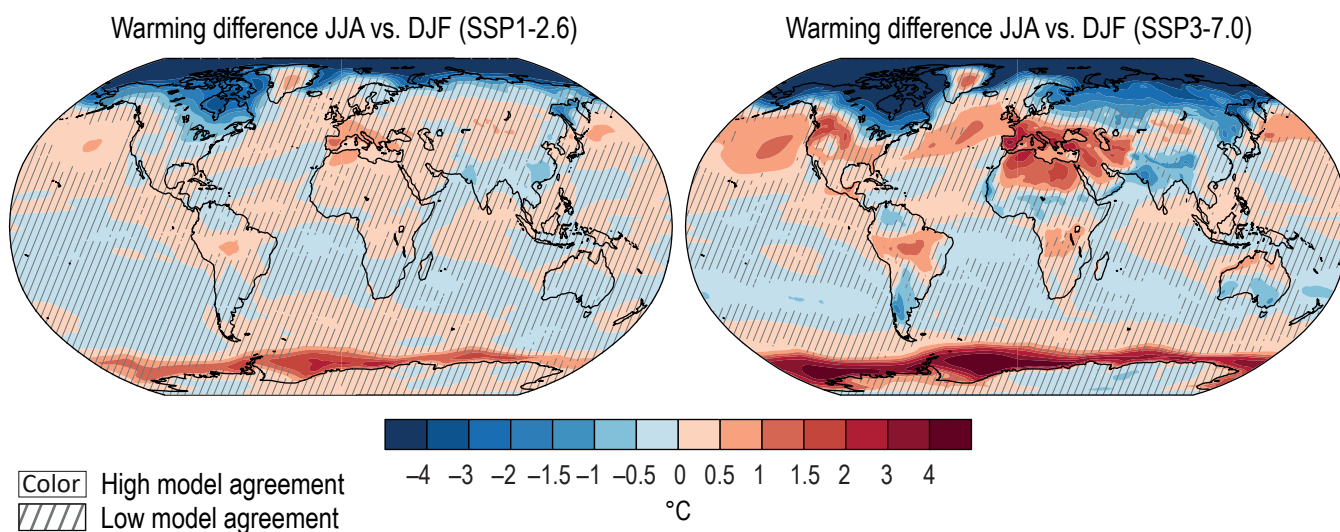 Warming difference JJA vs. DJF (SSP1-2.6)
Warming difference JJA vs. DJF (SSP3-7.0)
–4 –3 –2 –1.5 –1 –0.5 0 0.5 1 1.5 2 3 4
°C
Color High model agreement
Low model agreement